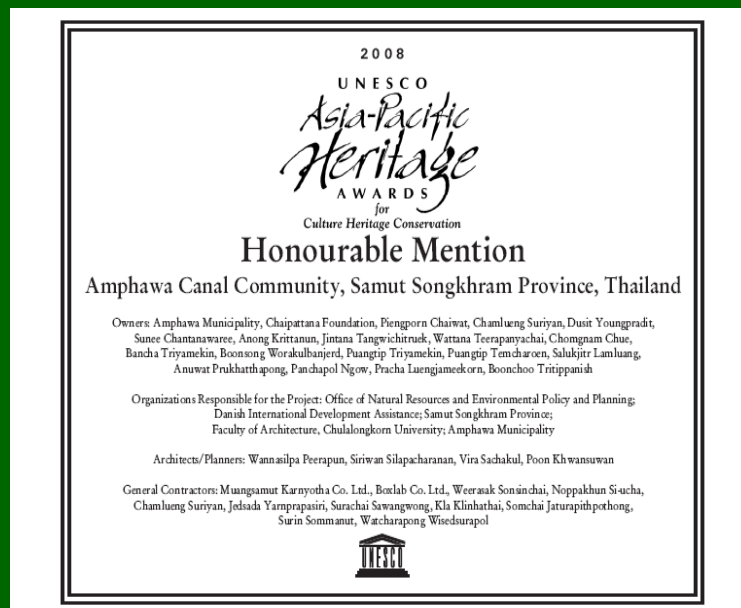 2008
UNESCO
Asia-Pacific
Heritage
AWARDS
for
Culture Heritage Conservation
Honourable Mention
Amphawa Canal Community, Samut Songkhram Province, Thailand
Owners: Amphawa Municipality, Chaipattana Foundation, Piengporn Chaiwat, Chamlueng Suriyan, Dusit Youngpradit,
Sunee Chantanawaree, Anong Krittanun, Jintana Tangwichitruek, Wattana Teerapanyachai, Chomgnam Chue,
Bancha Triyamekin, Boonsong Worakulbanjerd, Puangtip Triyamekin, Puangtip Temcharoen, Salukjitr Lamluang,
Anuwat Prukhatthapong, Panchapol Ngow, Pracha Luengjameekorn, Boonchoo Tritippanish
Organizations Responsible for the Project: Office of Natural Resources and Environmental Policy and Planning;
Danish International Development Assistance; Samut Songkhram Province;
Faculty of Architecture, Chulalongkorn University; Amphawa Municipality
Architects/Planners: Wannasilpa Peerapun, Siriwan Silapacharanan, Vira Sachakul, Poon Khwansuwan
General Contractors: Muangsamut Karnyotha Co. Ltd., Boxlab Co. Ltd., Weerasak Sonsinchai, Noppakhun Si-ucha,
Chamlueng Suriyan, Jedsada Yarnprapasiri, Surachai Sawangwong, Kla Klinhathai, Somchai Jaturapithpothong,
Surin Sommanut, Watcharapong Wisedsurapol
UNESCO